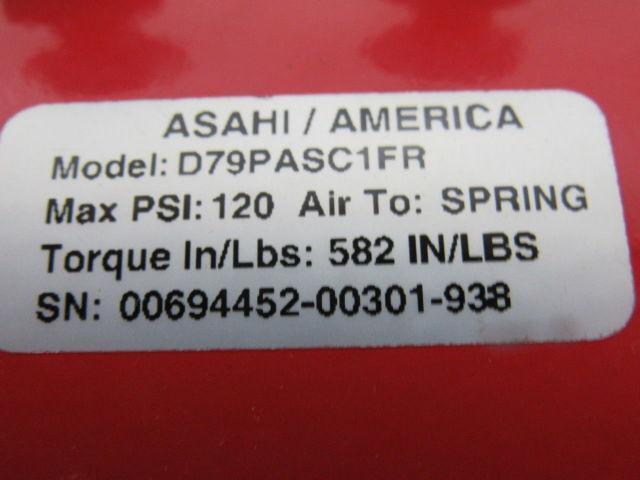 ASAHI / AMERICA
Model: D79PASC1FR
Max PSI: 120 Air To: SPRING
Torque In/Lbs: 582 IN/LBS
SN: 00694452-00301-938